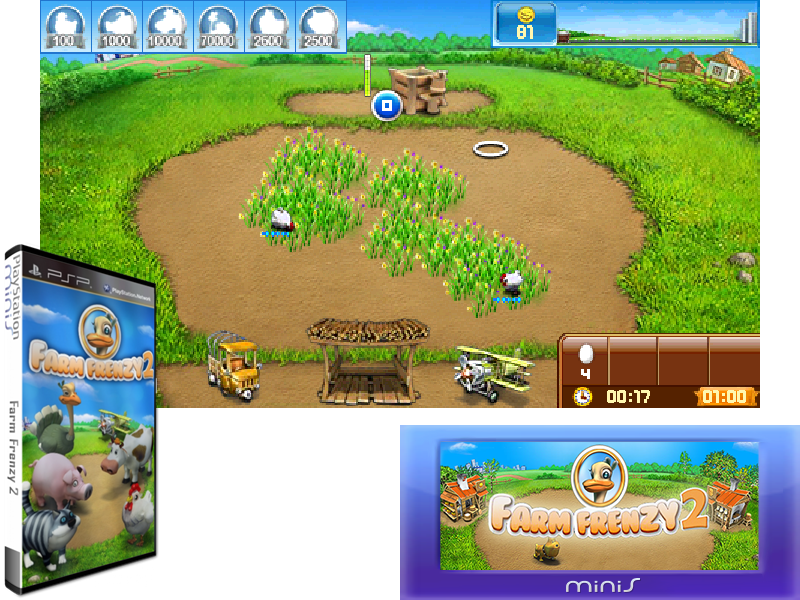 100 1000 10000 70000 2600 2500
81
4
00:17 01:00
PSP
PlayStation Network
PlayStation
minis
FARM FRENZY 2
Farm Frenzy 2
FARM FRENZY 2
minis